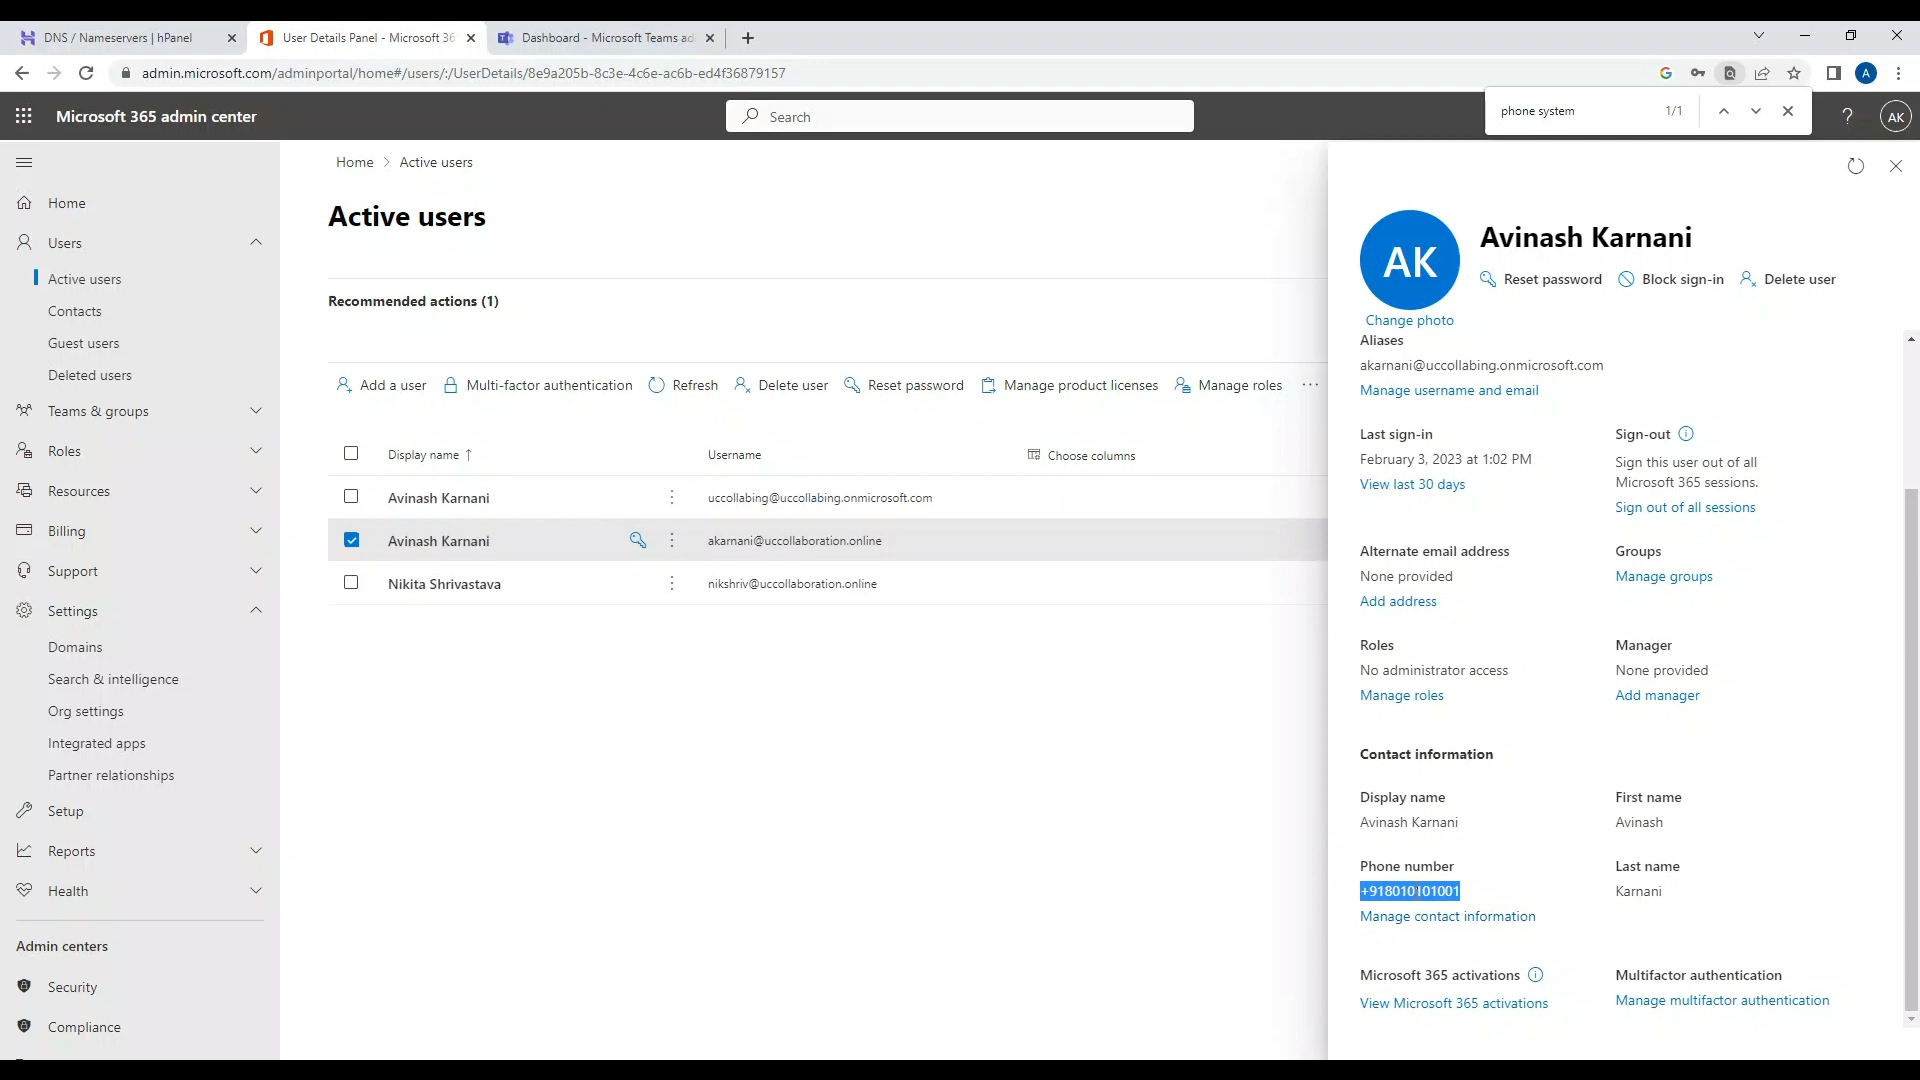 DNS / Nameservers | hPanel
User Details Panel - Microsoft 36
Dashboard - Microsoft Teams ad
admin.microsoft.com/adminportal/home#/users/:/UserDetails/8e9a205b-8c3e-4c6e-ac6b-ed4f36879157
A
Microsoft 365 admin center
Search
phone system
1/1
?
AK
Home
Users
Active users
Contacts
Guest users
Deleted users
Teams & groups
Roles
Resources
Billing
Support
Settings
Domains
Search & intelligence
Org settings
Integrated apps
Partner relationships
Setup
Reports
Health
Admin centers
Security
Compliance
Home > Active users
Active users
Recommended actions (1)
Add a user
Multi-factor authentication
Refresh
Delete user
Reset password
Manage product licenses
Manage roles
Display name ↑
Username
Choose columns
Avinash Karnani
uccollabing@uccollabing.onmicrosoft.com
Avinash Karnani
akarnani@uccollaboration.online
Nikita Shrivastava
nikshriv@uccollaboration.online
AK
Change photo
Avinash Karnani
Reset password
Block sign-in
Delete user
Aliases
akarnani@uccollabing.onmicrosoft.com
Manage username and email
Last sign-in
February 3, 2023 at 1:02 PM
View last 30 days
Sign-out
Sign this user out of all
Microsoft 365 sessions.
Sign out of all sessions
Alternate email address
None provided
Add address
Groups
Manage groups
Roles
No administrator access
Manage roles
Manager
None provided
Add manager
Contact information
Display name
Avinash Karnani
First name
Avinash
Phone number
+918010101001
Manage contact information
Last name
Karnani
Microsoft 365 activations
View Microsoft 365 activations
Multifactor authentication
Manage multifactor authentication